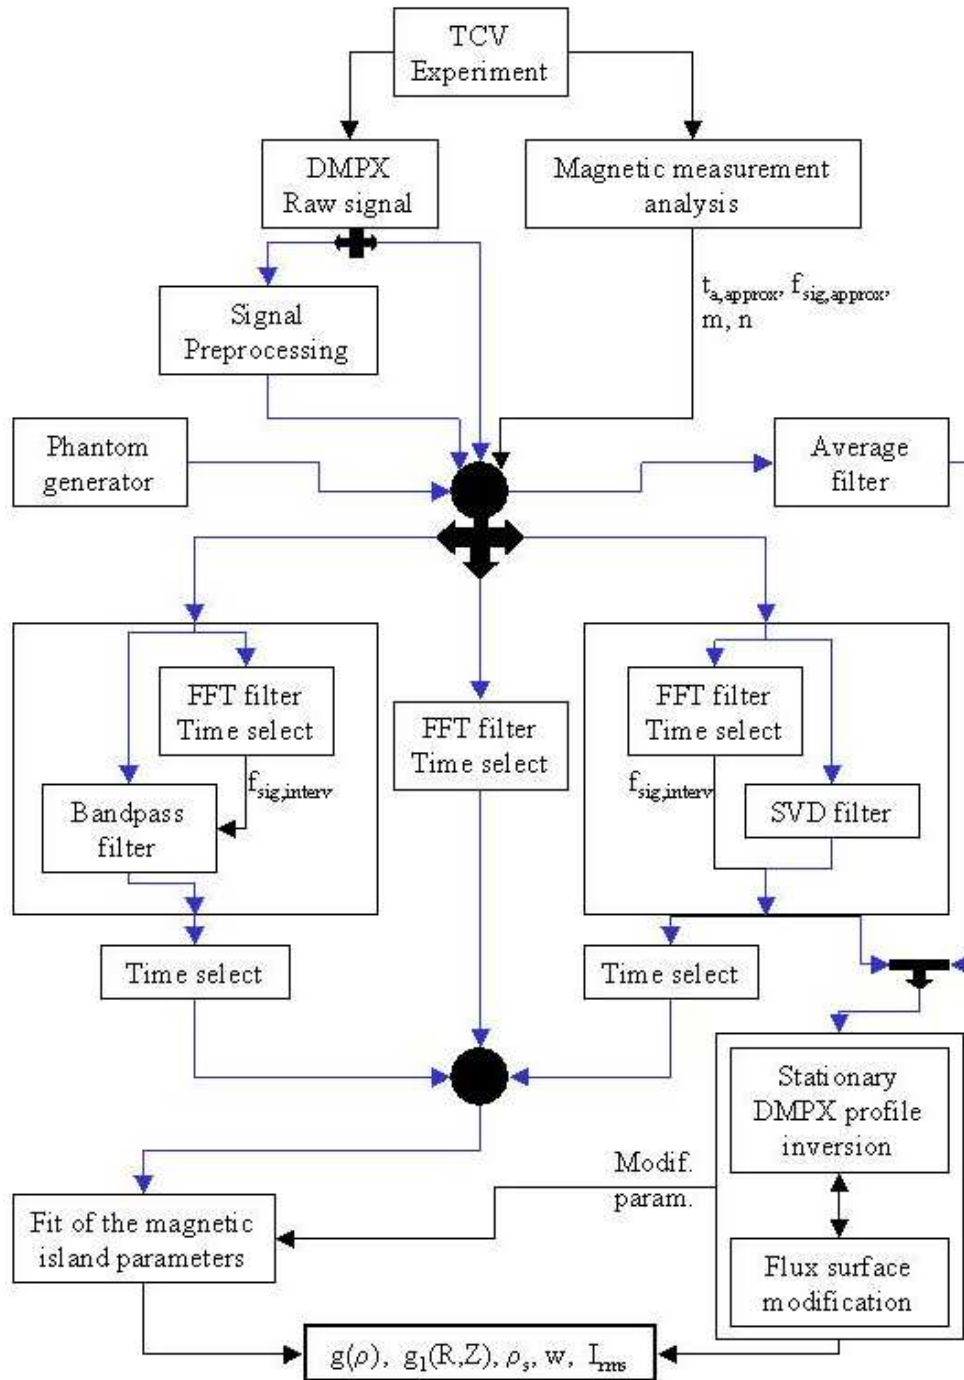 TCV
Experiment
DMPX
Raw signal
Magnetic measurement
analysis
t_a,approx, f_sig,approx,
m, n
Signal
Preprocessing
Phantom
generator
Average
filter
FFT filter
Time select
f_sig,interv
Bandpass
filter
FFT filter
Time select
FFT filter
Time select
f_sig,interv
SVD filter
Time select
Time select
Stationary
DMPX profile
inversion
Modif.
param.
Fit of the magnetic
island parameters
Flux surface
modification
g(ρ), g₁(R,Z), ρ_s, w, I_rms